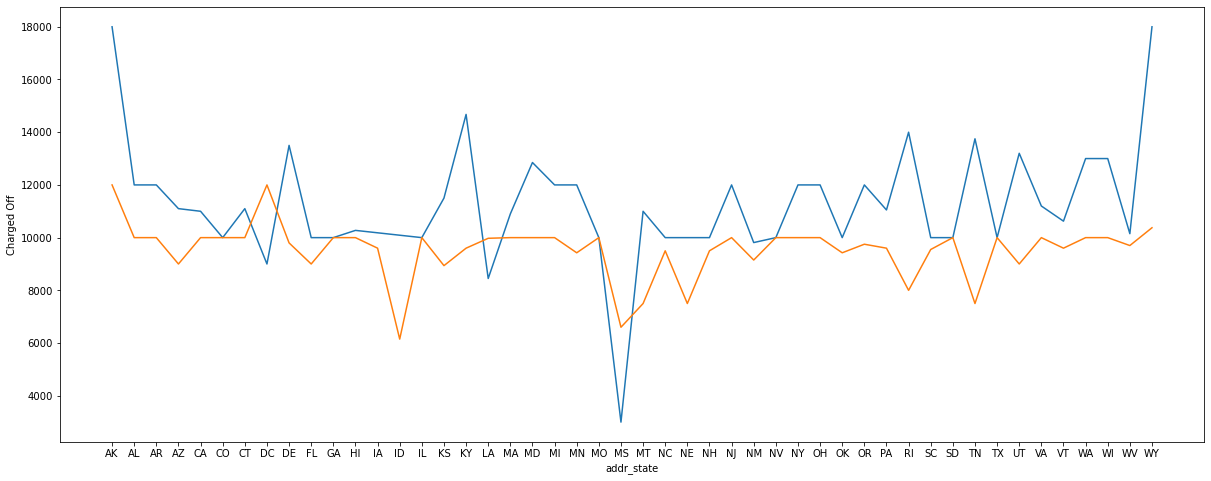 18000
16000
14000
12000
10000
8000
6000
4000
Charged Off
AK AL AR AZ CA CO CT DC DE FL GA HI IA ID IL KS KY LA MA MD MI MN MO MS MT NC NE NH NJ NM NV NY OH OK OR PA RI SC SD TN TX UT VA VT WA WI WV WY
addr_state